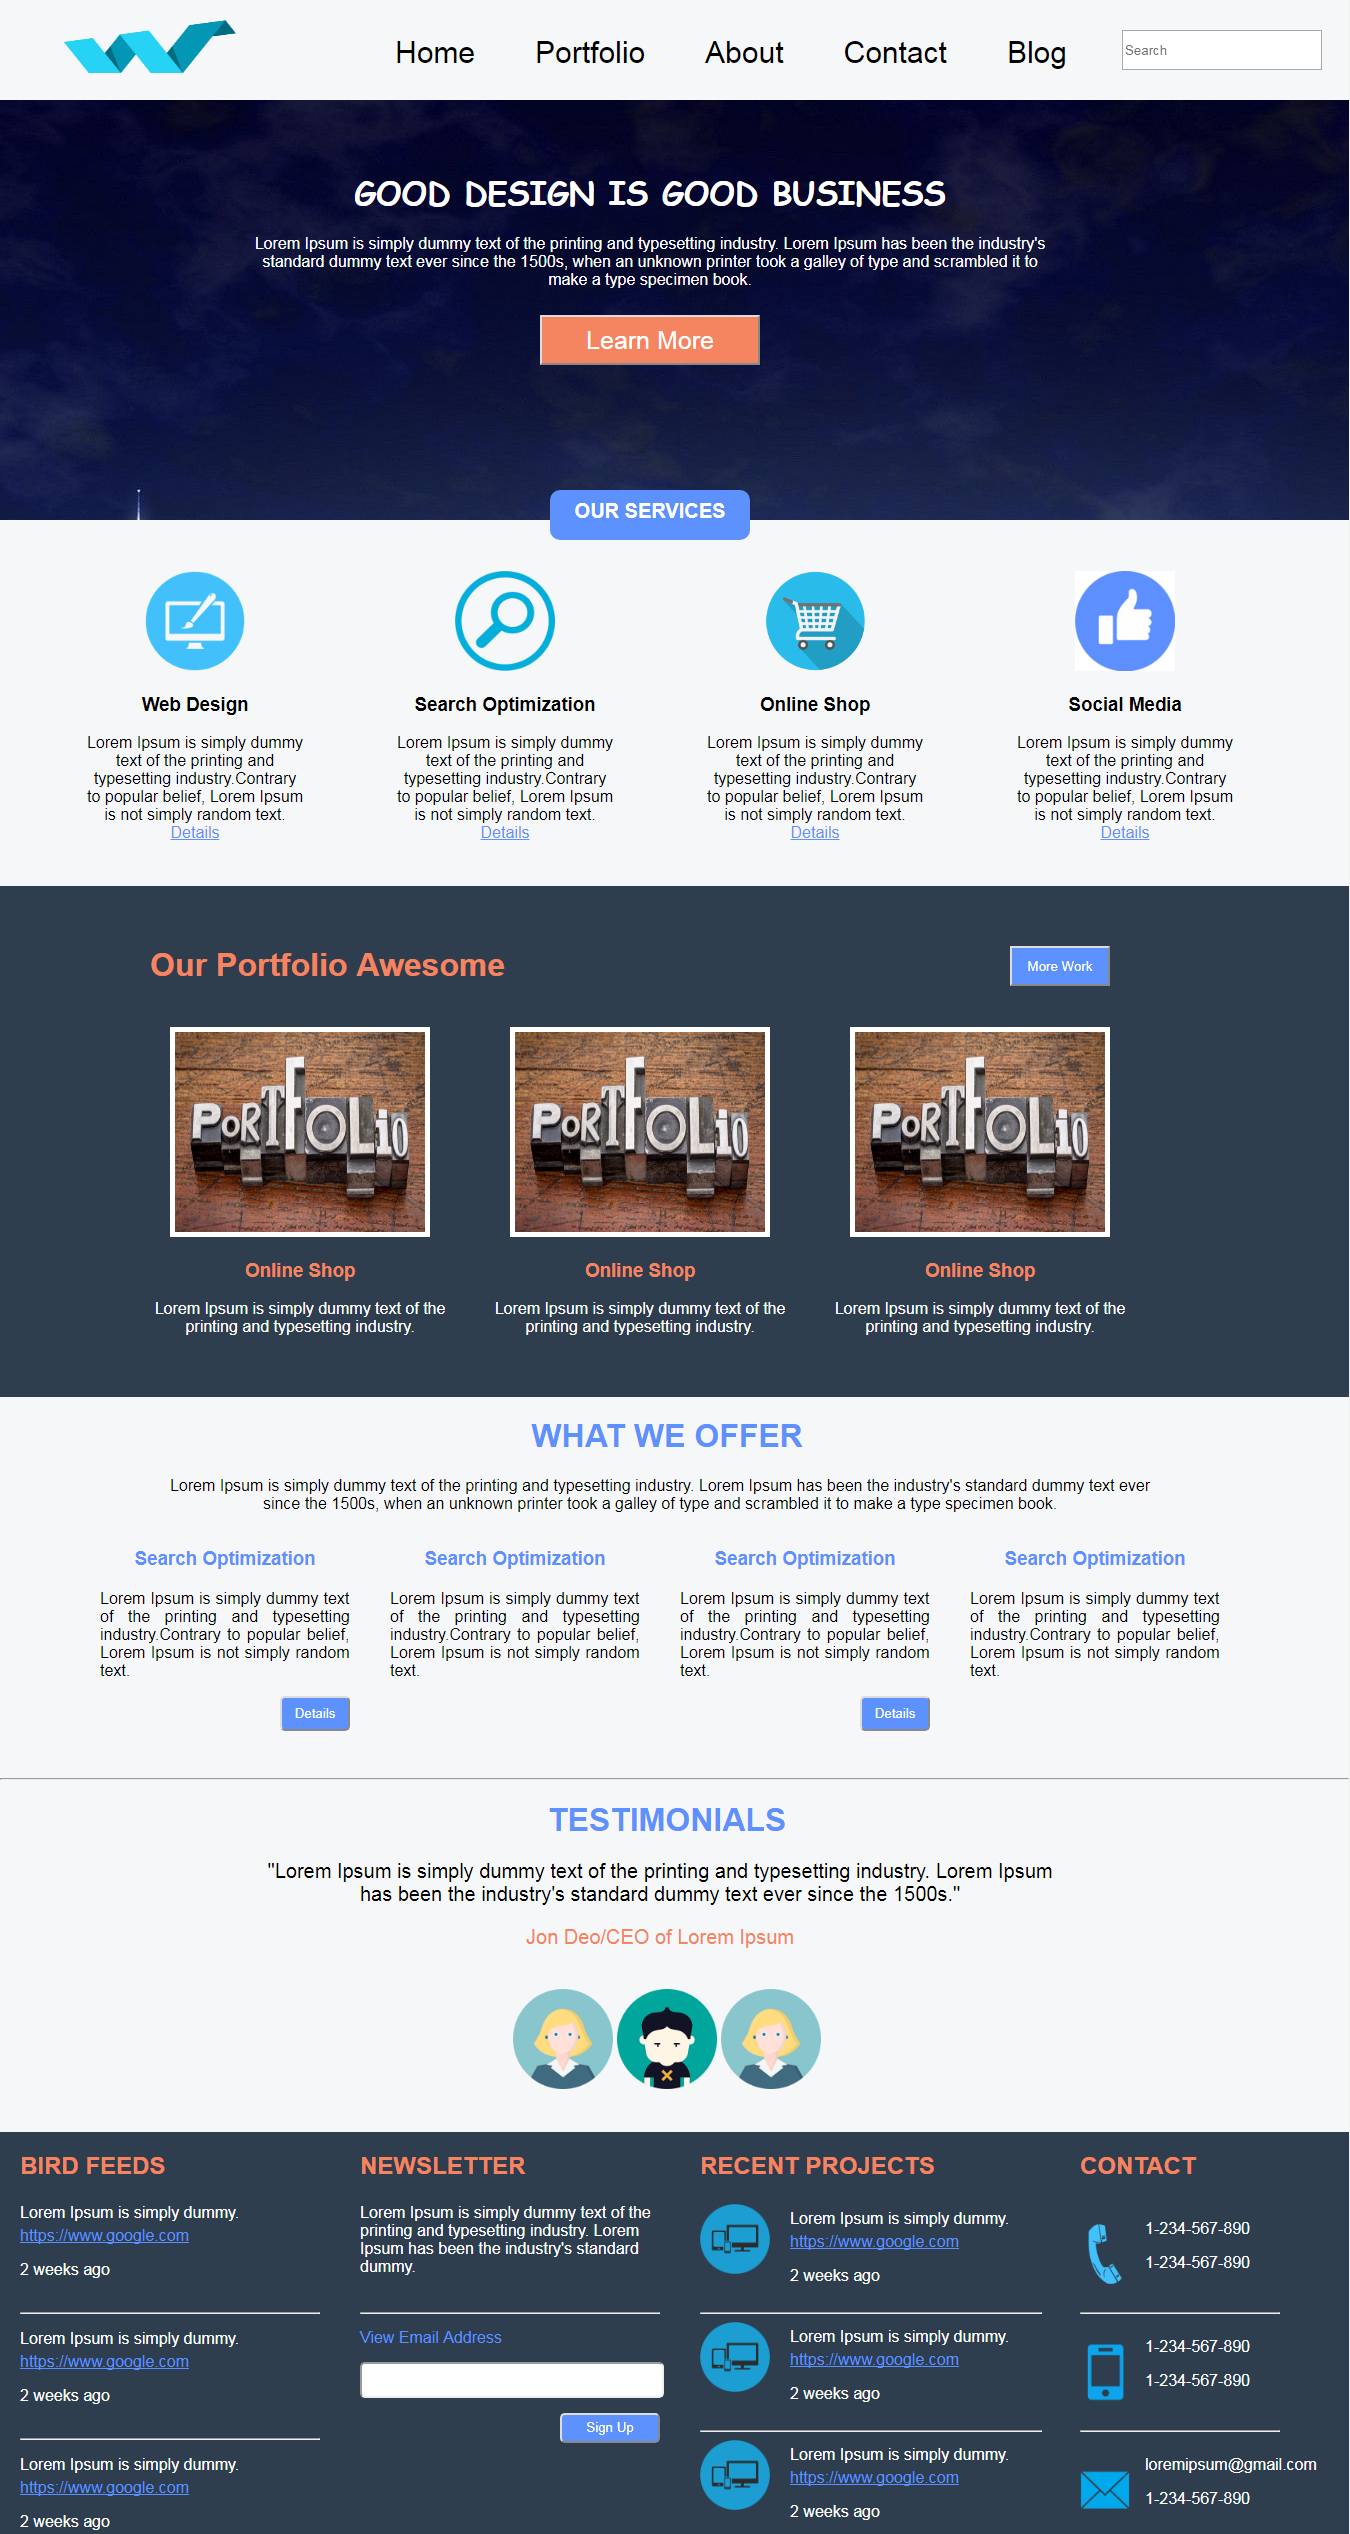 Home Portfolio About Contact Blog Search
GOOD DESIGN IS GOOD BUSINESS
Lorem Ipsum is simply dummy text of the printing and typesetting industry. Lorem Ipsum has been the industry's
standard dummy text ever since the 1500s, when an unknown printer took a galley of type and scrambled it to
make a type specimen book.
Learn More
OUR SERVICES
Web Design
Lorem Ipsum is simply dummy
text of the printing and
typesetting industry.Contrary
to popular belief, Lorem Ipsum
is not simply random text.
Details
Search Optimization
Lorem Ipsum is simply dummy
text of the printing and
typesetting industry.Contrary
to popular belief, Lorem Ipsum
is not simply random text.
Details
Online Shop
Lorem Ipsum is simply dummy
text of the printing and
typesetting industry.Contrary
to popular belief, Lorem Ipsum
is not simply random text.
Details
Social Media
Lorem Ipsum is simply dummy
text of the printing and
typesetting industry.Contrary
to popular belief, Lorem Ipsum
is not simply random text.
Details
Our Portfolio Awesome
More Work
PORTFOLiO
Online Shop
Lorem Ipsum is simply dummy text of the
printing and typesetting industry.
PORTFOLiO
Online Shop
Lorem Ipsum is simply dummy text of the
printing and typesetting industry.
PORTFOLiO
Online Shop
Lorem Ipsum is simply dummy text of the
printing and typesetting industry.
WHAT WE OFFER
Lorem Ipsum is simply dummy text of the printing and typesetting industry. Lorem Ipsum has been the industry's standard dummy text ever
since the 1500s, when an unknown printer took a galley of type and scrambled it to make a type specimen book.
Search Optimization
Lorem Ipsum is simply dummy text
of the printing and typesetting
industry.Contrary to popular belief,
Lorem Ipsum is not simply random
text.
Details
Search Optimization
Lorem Ipsum is simply dummy text
of the printing and typesetting
industry.Contrary to popular belief,
Lorem Ipsum is not simply random
text.
Search Optimization
Lorem Ipsum is simply dummy text
of the printing and typesetting
industry.Contrary to popular belief,
Lorem Ipsum is not simply random
text.
Details
Search Optimization
Lorem Ipsum is simply dummy text
of the printing and typesetting
industry.Contrary to popular belief,
Lorem Ipsum is not simply random
text.
TESTIMONIALS
"Lorem Ipsum is simply dummy text of the printing and typesetting industry. Lorem Ipsum
has been the industry's standard dummy text ever since the 1500s."
Jon Deo/CEO of Lorem Ipsum
BIRD FEEDS
Lorem Ipsum is simply dummy.
https://www.google.com
2 weeks ago
Lorem Ipsum is simply dummy.
https://www.google.com
2 weeks ago
Lorem Ipsum is simply dummy.
https://www.google.com
2 weeks ago
NEWSLETTER
Lorem Ipsum is simply dummy text of the
printing and typesetting industry. Lorem
Ipsum has been the industry's standard
dummy.
View Email Address
Sign Up
RECENT PROJECTS
Lorem Ipsum is simply dummy.
https://www.google.com
2 weeks ago
Lorem Ipsum is simply dummy.
https://www.google.com
2 weeks ago
Lorem Ipsum is simply dummy.
https://www.google.com
2 weeks ago
CONTACT
1-234-567-890
1-234-567-890
1-234-567-890
1-234-567-890
loremipsum@gmail.com
1-234-567-890